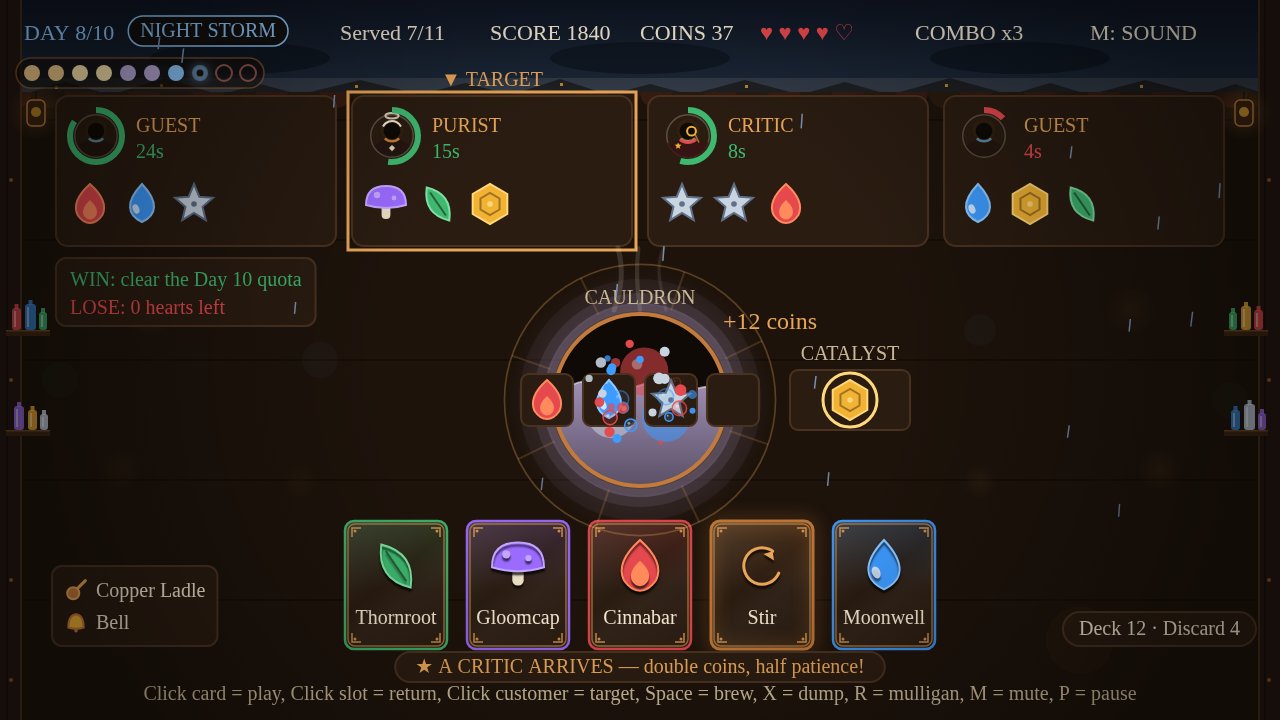 DAY 8/10
NIGHT STORM
Served 7/11
SCORE 1840
COINS 37
♥♥♥♥♡
COMBO x3
M: SOUND
▼ TARGET
GUEST
24s
PURIST
15s
CRITIC
8s
GUEST
4s
WIN: clear the Day 10 quota
LOSE: 0 hearts left
CAULDRON
+12 coins
CATALYST
Thornroot
Gloomcap
Cinnabar
Stir
Moonwell
Copper Ladle
Bell
Deck 12 · Discard 4
★ A CRITIC ARRIVES — double coins, half patience!
Click card = play, Click slot = return, Click customer = target, Space = brew, X = dump, R = mulligan, M = mute, P = pause